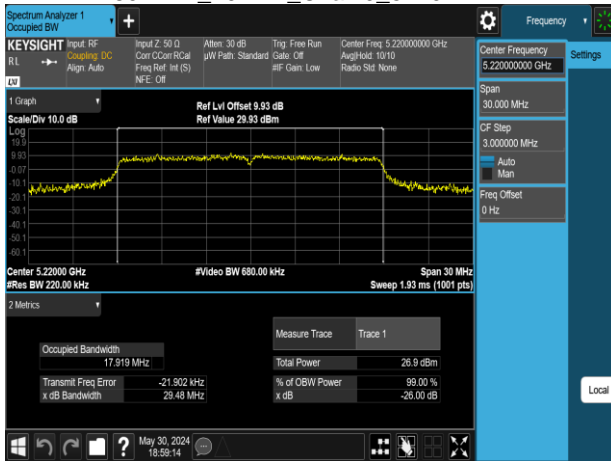 Spectrum Analyzer 1
Occupied BW
+
Frequency
KEYSIGHT Input: RF Input Z: 50 Ω Atten: 30 dB Trig: Free Run Center Freq: 5.220000000 GHz
RL Coupling: DC Corr CCorr RCal µW Path: Standard Gate: Off Avg|Hold: 10/10
Align: Auto Freq Ref: Int (S) #IF Gain: Low Radio Std: None
LXI NFE: Off
Center Frequency
5.220000000 GHz
Settings
Span
30.000 MHz
CF Step
3.000000 MHz
Auto
Man
Freq Offset
0 Hz
1 Graph
Ref Lvl Offset 9.93 dB
Scale/Div 10.0 dB Ref Value 29.93 dBm
Log
19.9
9.93
-0.07
-10.1
-20.1
-30.1
-40.1
-50.1
-60.1
Center 5.22000 GHz #Video BW 680.00 kHz Span 30 MHz
#Res BW 220.00 kHz Sweep 1.93 ms (1001 pts)
2 Metrics
Measure Trace Trace 1
Occupied Bandwidth
17.919 MHz Total Power 26.9 dBm
Transmit Freq Error -21.902 kHz % of OBW Power 99.00 %
x dB Bandwidth 29.48 MHz x dB -26.00 dB
Local
? May 30, 2024
18:59:14